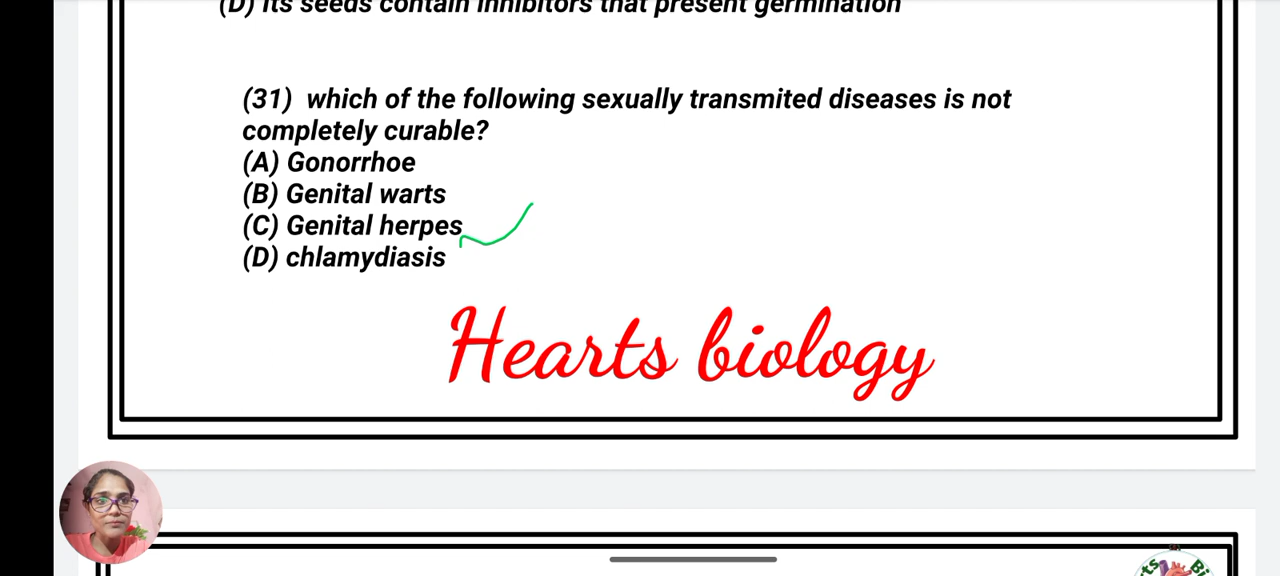 (D) Its seeds contain inhibitors that present germination
(31) which of the following sexually transmited diseases is not
completely curable?
(A) Gonorrhoe
(B) Genital warts
(C) Genital herpes
(D) chlamydiasis
Hearts biology